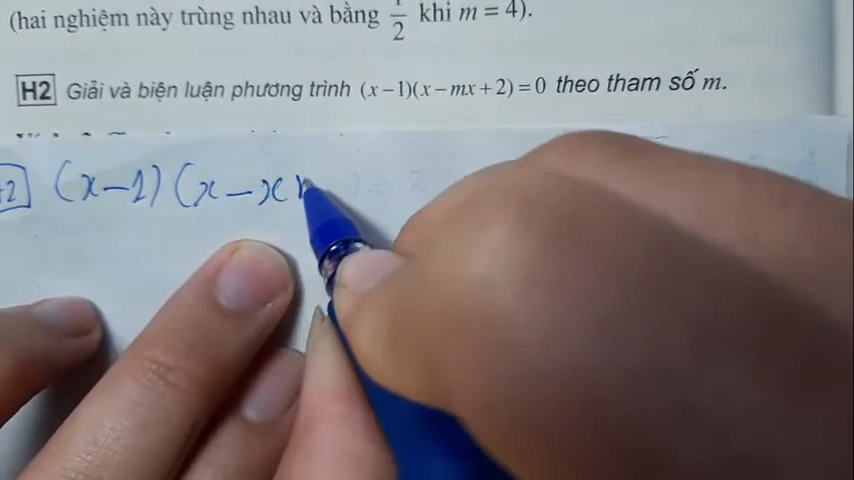 (hai nghiệm này trùng nhau và bằng 1/2 khi m = 4).
H2 Giải và biện luận phương trình (x−1)(x−mx+2)=0 theo tham số m.
2 (x−1)(x−x